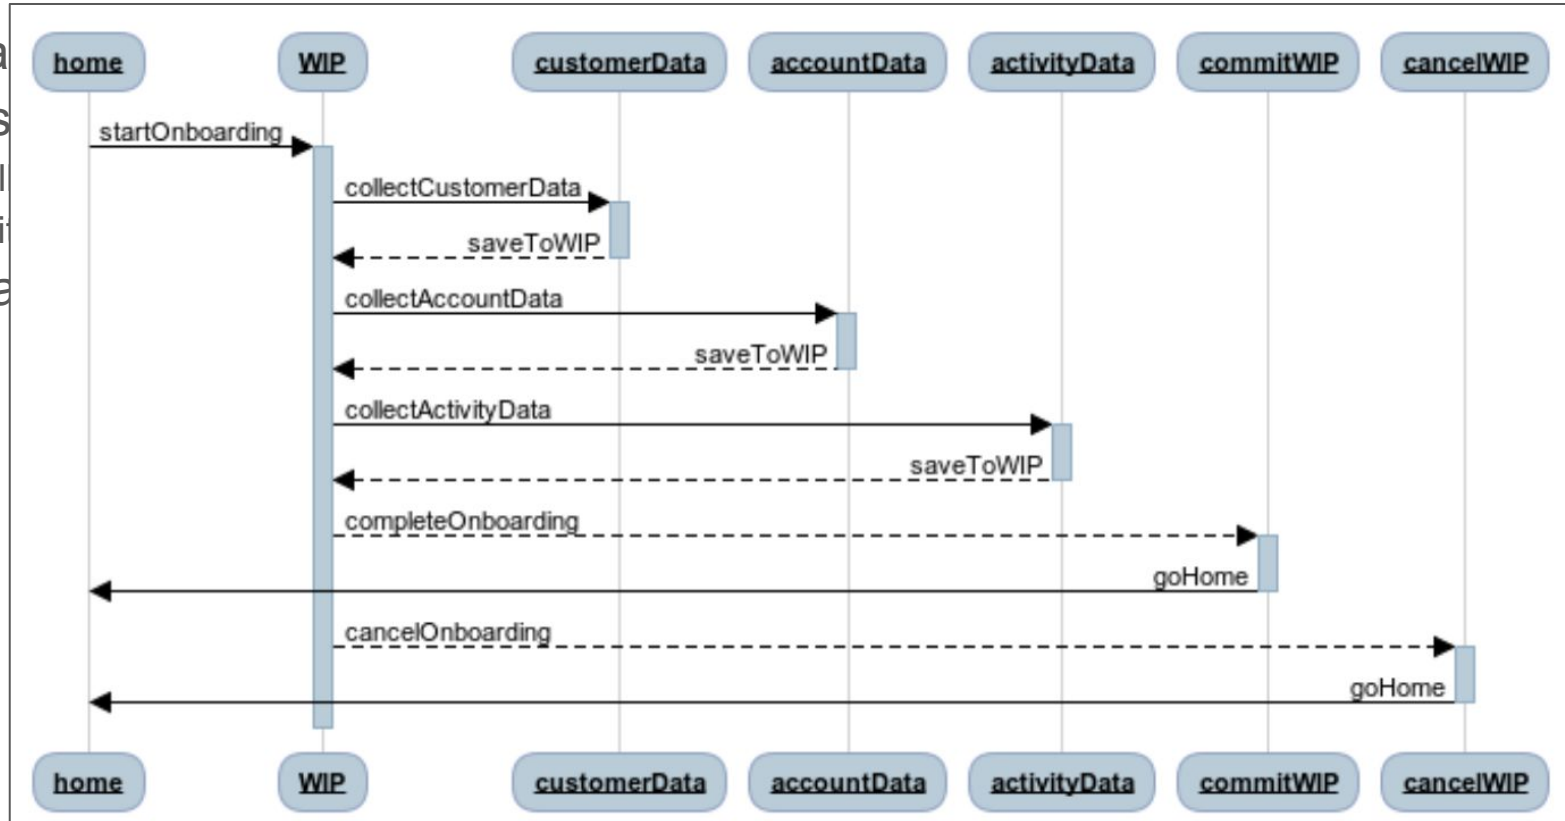 home WIP customerData accountData activityData commitWIP cancelWIP
startOnboarding
collectCustomerData
saveToWIP
collectAccountData
saveToWIP
collectActivityData
saveToWIP
completeOnboarding
goHome
cancelOnboarding
goHome
home WIP customerData accountData activityData commitWIP cancelWIP